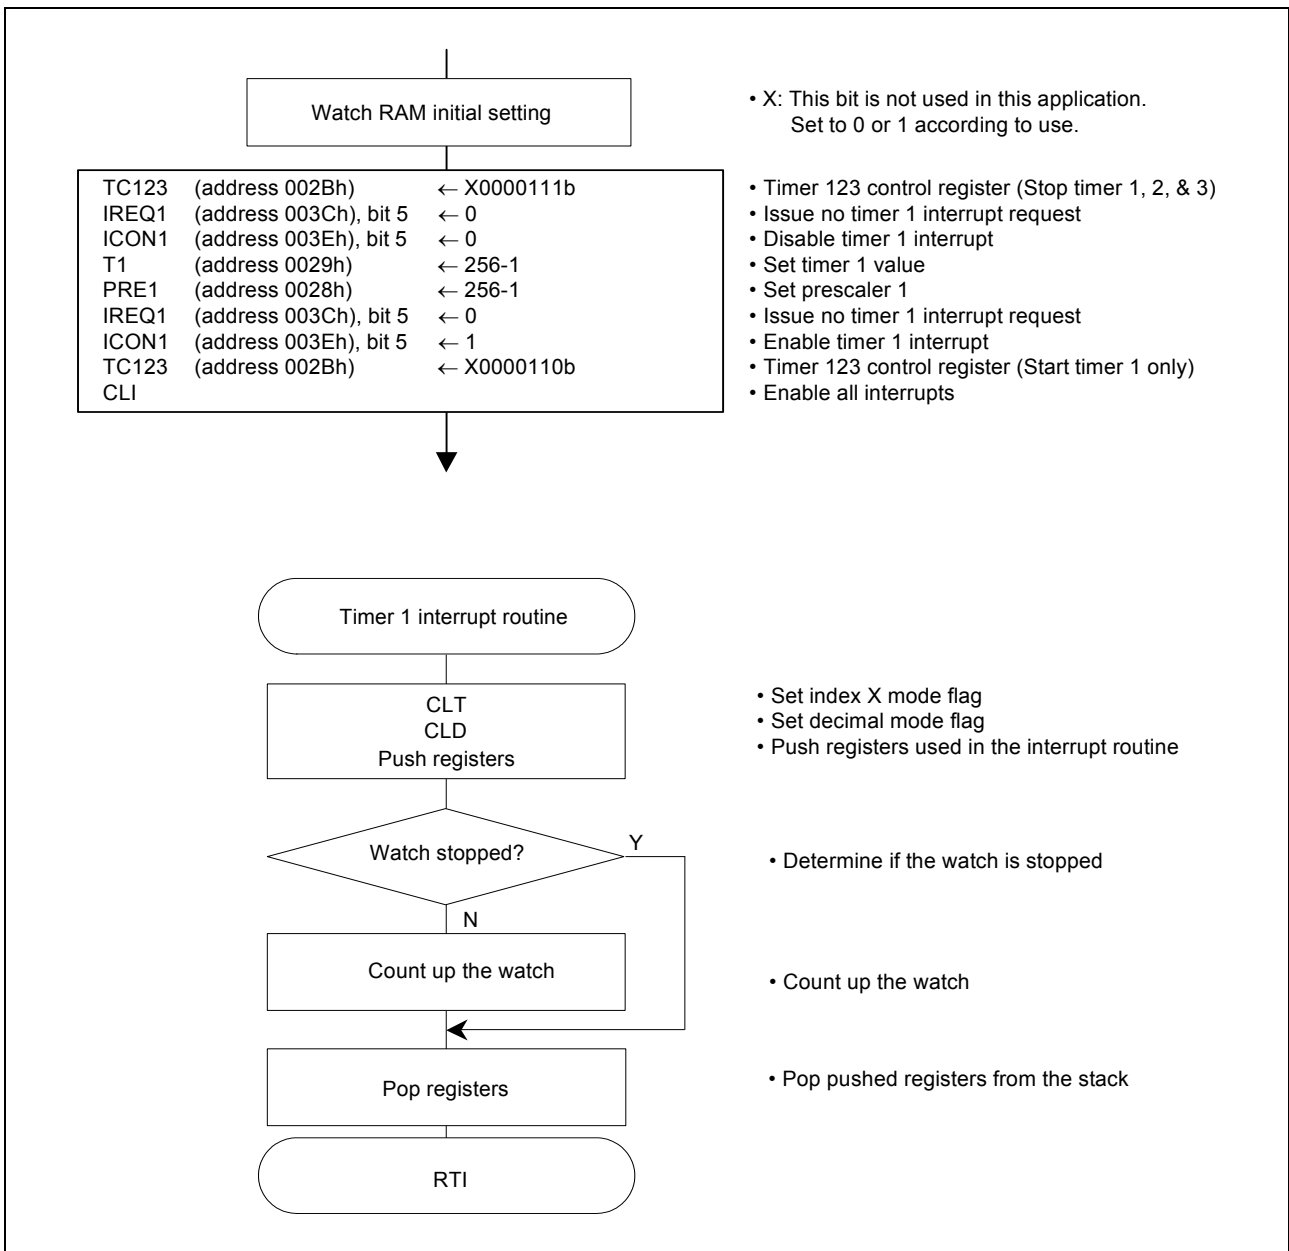 Watch RAM initial setting
• X: This bit is not used in this application.
Set to 0 or 1 according to use.
TC123 (address 002Bh) ← X0000111b • Timer 123 control register (Stop timer 1, 2, & 3)
IREQ1 (address 003Ch), bit 5 ← 0 • Issue no timer 1 interrupt request
ICON1 (address 003Eh), bit 5 ← 0 • Disable timer 1 interrupt
T1 (address 0029h) ← 256-1 • Set timer 1 value
PRE1 (address 0028h) ← 256-1 • Set prescaler 1
IREQ1 (address 003Ch), bit 5 ← 0 • Issue no timer 1 interrupt request
ICON1 (address 003Eh), bit 5 ← 1 • Enable timer 1 interrupt
TC123 (address 002Bh) ← X0000110b • Timer 123 control register (Start timer 1 only)
CLI • Enable all interrupts
Timer 1 interrupt routine
CLT • Set index X mode flag
CLD • Set decimal mode flag
Push registers • Push registers used in the interrupt routine
Watch stopped? Y • Determine if the watch is stopped
N
Count up the watch • Count up the watch
Pop registers • Pop pushed registers from the stack
RTI